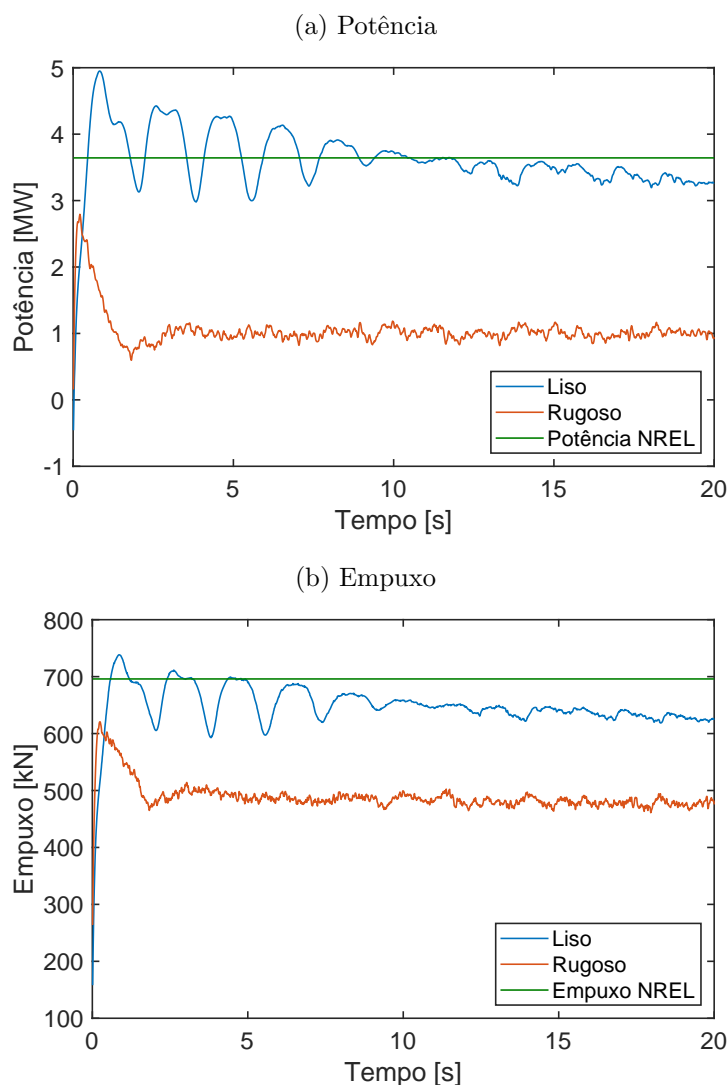 (a) Potência
5
4
3
2
1
0
-1
Potência [MW]
Liso
Rugoso
Potência NREL
0 5 10 15 20
Tempo [s]
(b) Empuxo
800
700
600
500
400
300
200
100
Empuxo [kN]
Liso
Rugoso
Empuxo NREL
0 5 10 15 20
Tempo [s]